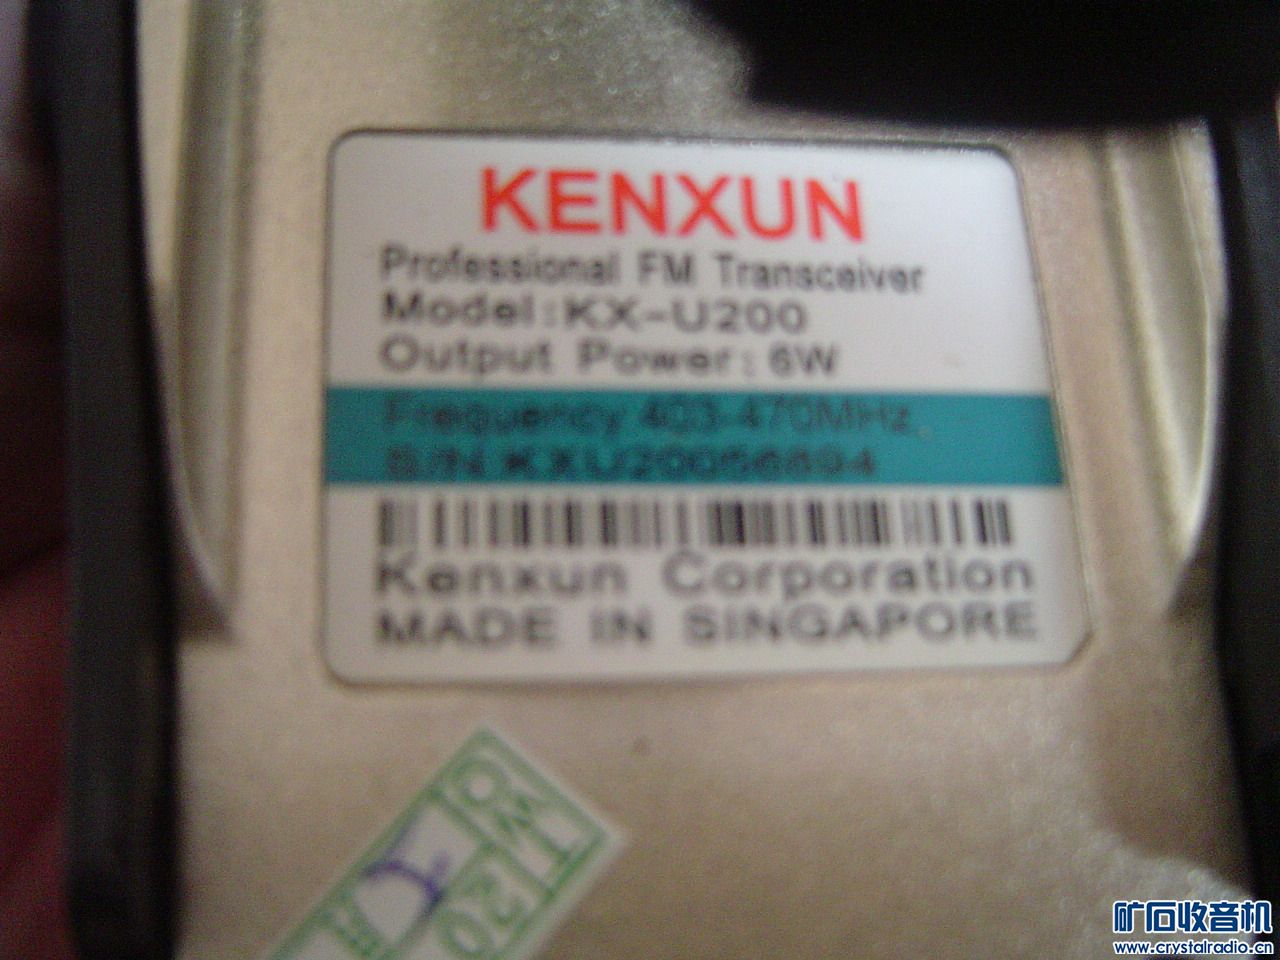 KENXUN
Professional FM Transceiver
Model:KX-U200
Output Power: 6W
Frequency 403-470MHz.
S/N:KXU20056894
Kenxun Corporation
MADE IN SINGAPORE
矿石收音机
www.crystalradio.cn